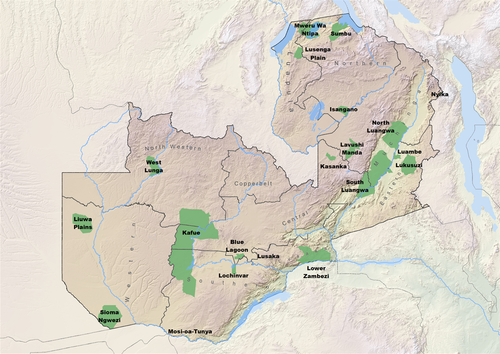 Mweru Wa
Ntipa
Sumbu
Lusenga
Plain
Luapula
Northern
Nyika
Isangano
North
Luangwa
Lavushi
Manda
Luambe
Kasanka
Lukusuzi
North Western
West
Lunga
Copperbelt
South
Luangwa
Eastern
Central
Liuwa
Plains
Kafue
Blue
Lagoon
Lusaka
Western
Lochinvar
Lower
Zambezi
Southern
Sioma
Ngwezi
Mosi-oa-Tunya